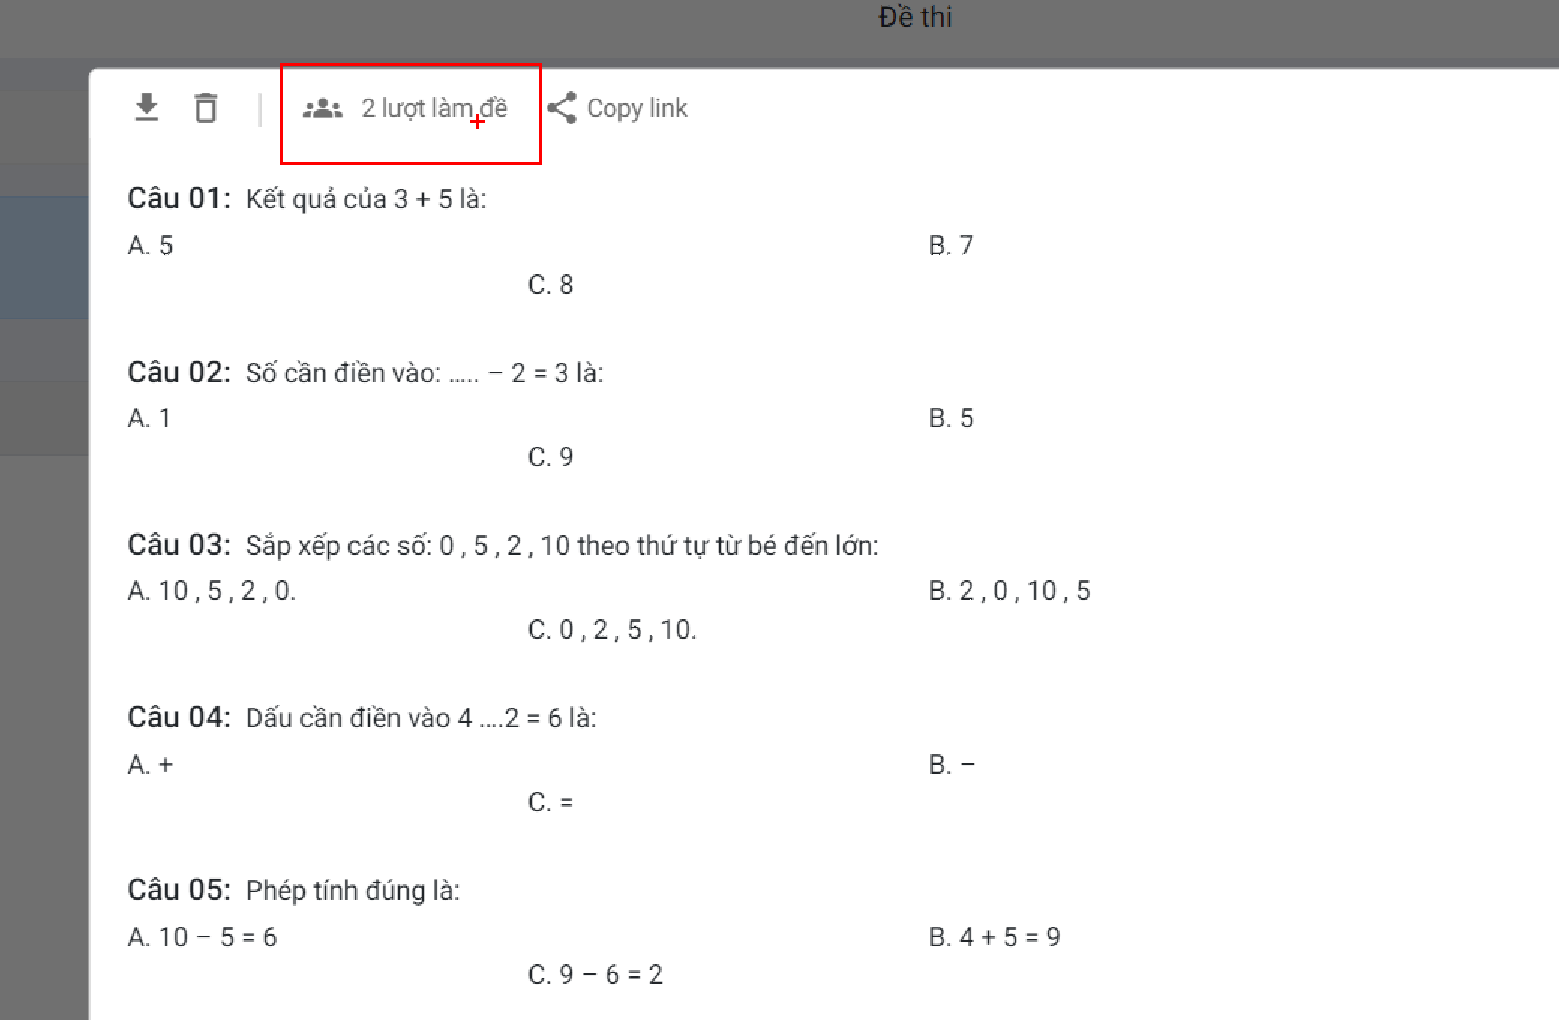 Đề thi
2 lượt làm đề Copy link
Câu 01: Kết quả của 3 + 5 là:
A. 5 B. 7
C. 8
Câu 02: Số cần điền vào: ..... − 2 = 3 là:
A. 1 B. 5
C. 9
Câu 03: Sắp xếp các số: 0 , 5 , 2 , 10 theo thứ tự từ bé đến lớn:
A. 10 , 5 , 2 , 0. B. 2 , 0 , 10 , 5
C. 0 , 2 , 5 , 10.
Câu 04: Dấu cần điền vào 4 ....2 = 6 là:
A. + B. −
C. =
Câu 05: Phép tính đúng là:
A. 10 − 5 = 6 B. 4 + 5 = 9
C. 9 − 6 = 2